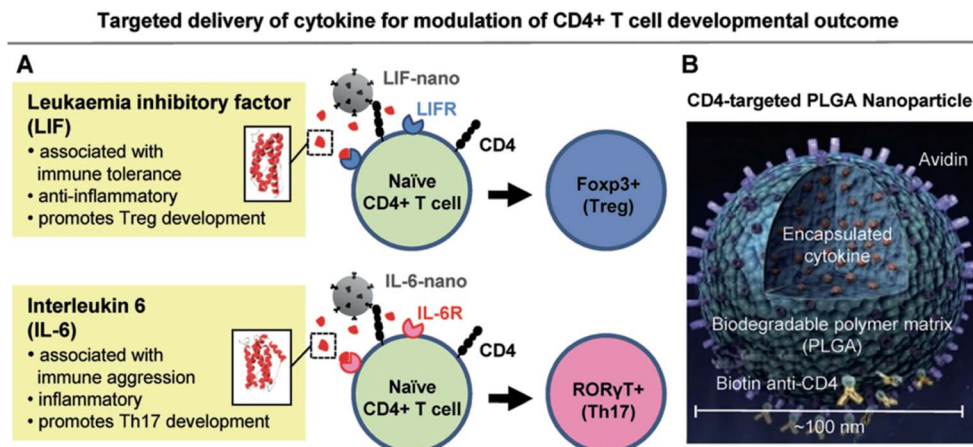 Targeted delivery of cytokine for modulation of CD4+ T cell developmental outcome
A
Leukaemia inhibitory factor
(LIF)
• associated with
immune tolerance
• anti-inflammatory
• promotes Treg development
LIF-nano
LIFR
CD4
Naïve
CD4+ T cell
Foxp3+
(Treg)
Interleukin 6
(IL-6)
• associated with
immune aggression
• inflammatory
• promotes Th17 development
IL-6-nano
IL-6R
CD4
Naïve
CD4+ T cell
RORγT+
(Th17)
B
CD4-targeted PLGA Nanoparticle
Avidin
Encapsulated
cytokine
Biodegradable polymer matrix
(PLGA)
Biotin anti-CD4
~100 nm